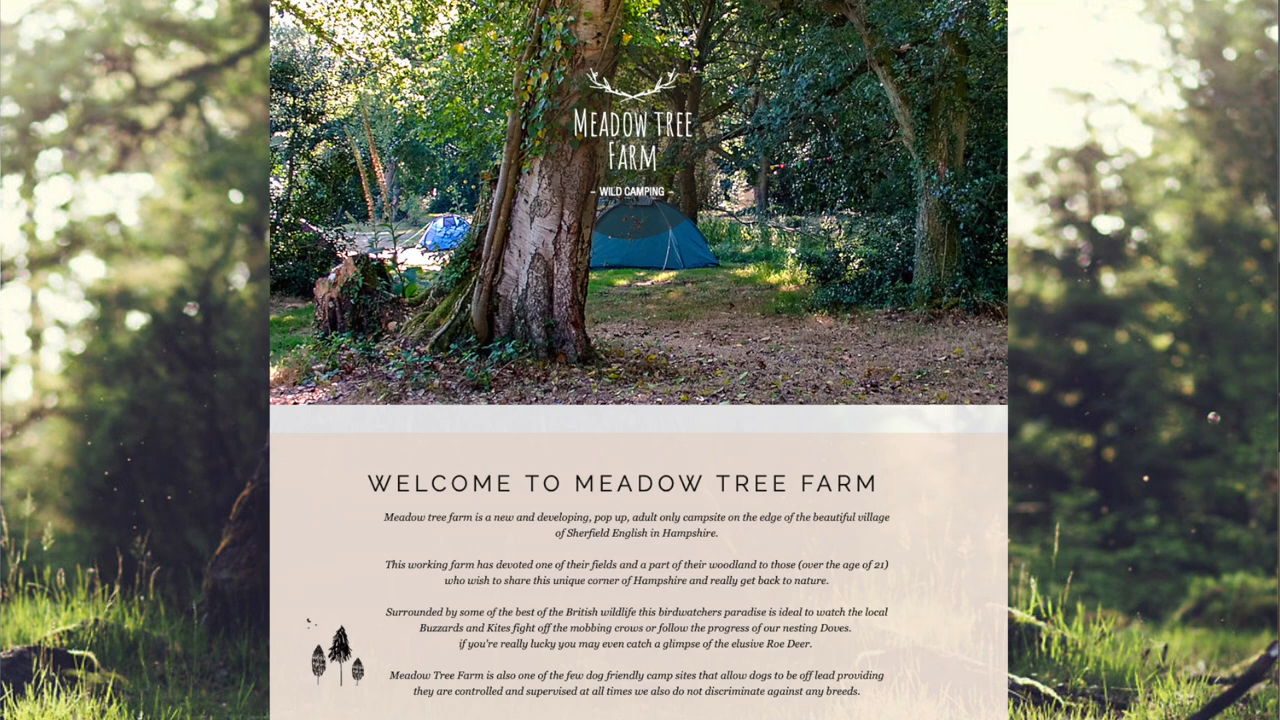 MEADOW TREE
FARM
– WILD CAMPING –
WELCOME TO MEADOW TREE FARM
Meadow tree farm is a new and developing, pop up, adult only campsite on the edge of the beautiful village
of Sherfield English in Hampshire.
This working farm has devoted one of their fields and a part of their woodland to those (over the age of 21)
who wish to share this unique corner of Hampshire and really get back to nature.
Surrounded by some of the best of the British wildlife this birdwatchers paradise is ideal to watch the local
Buzzards and Kites fight off the mobbing crows or follow the progress of our nesting Doves.
if you're really lucky you may even catch a glimpse of the elusive Roe Deer.
Meadow Tree Farm is also one of the few dog friendly camp sites that allow dogs to be off lead providing
they are controlled and supervised at all times we also do not discriminate against any breeds.